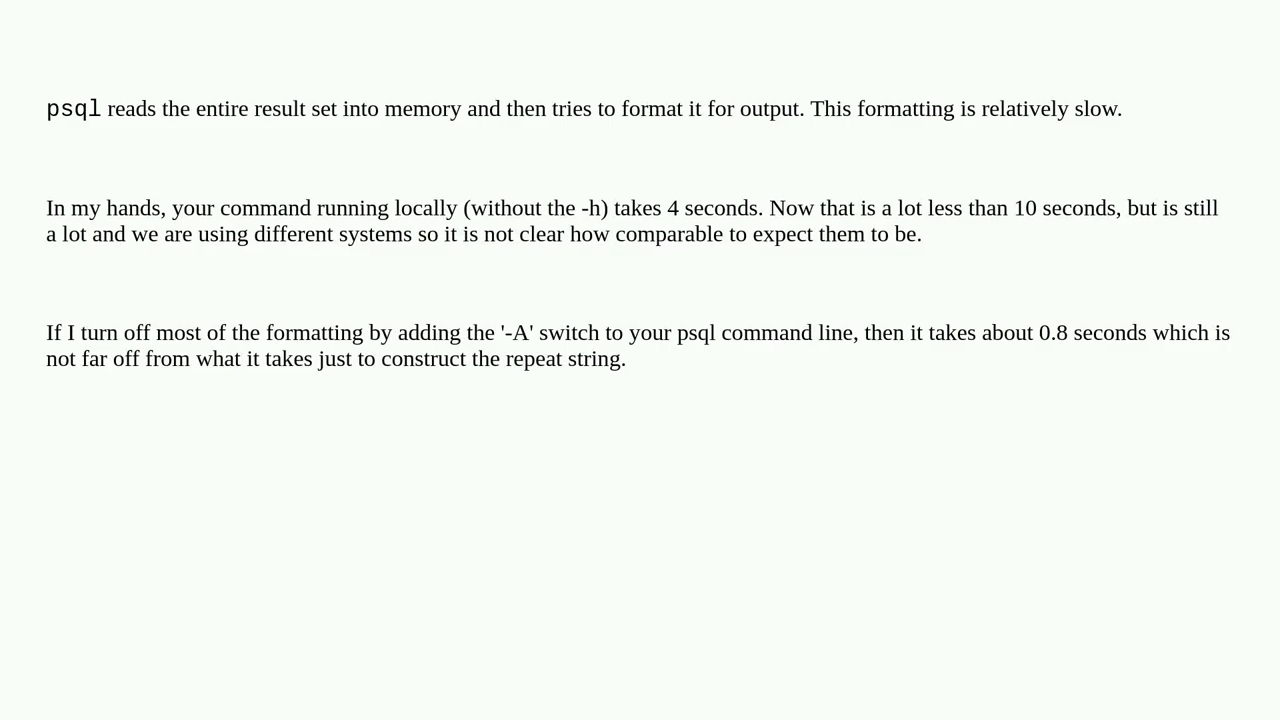 psql reads the entire result set into memory and then tries to format it for output. This formatting is relatively slow.
In my hands, your command running locally (without the -h) takes 4 seconds. Now that is a lot less than 10 seconds, but is still
a lot and we are using different systems so it is not clear how comparable to expect them to be.
If I turn off most of the formatting by adding the '-A' switch to your psql command line, then it takes about 0.8 seconds which is
not far off from what it takes just to construct the repeat string.